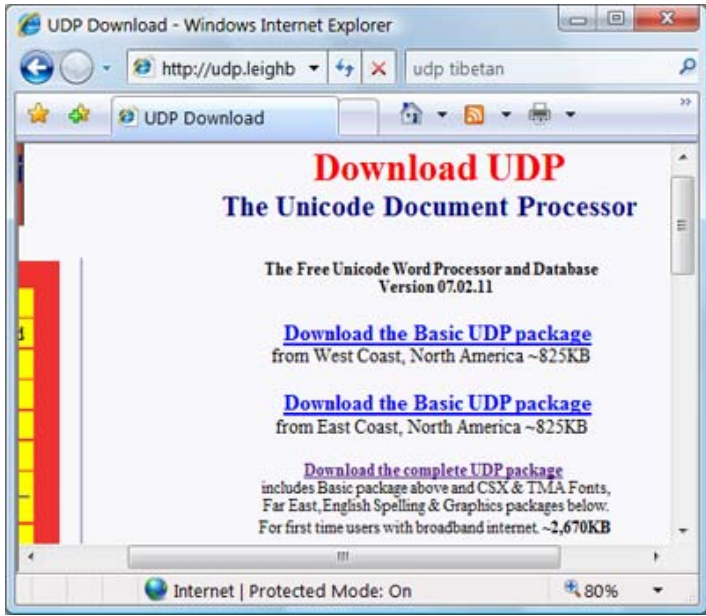 UDP Download - Windows Internet Explorer
http://udp.leighb
udp tibetan
UDP Download
Download UDP
The Unicode Document Processor
The Free Unicode Word Processor and Database
Version 07.02.11
Download the Basic UDP package
from West Coast, North America ~825KB
Download the Basic UDP package
from East Coast, North America ~825KB
Download the complete UDP package
includes Basic package above and CSX & TMA Fonts,
Far East, English Spelling & Graphics packages below.
For first time users with broadband internet. ~2,670KB
Internet | Protected Mode: On
80%